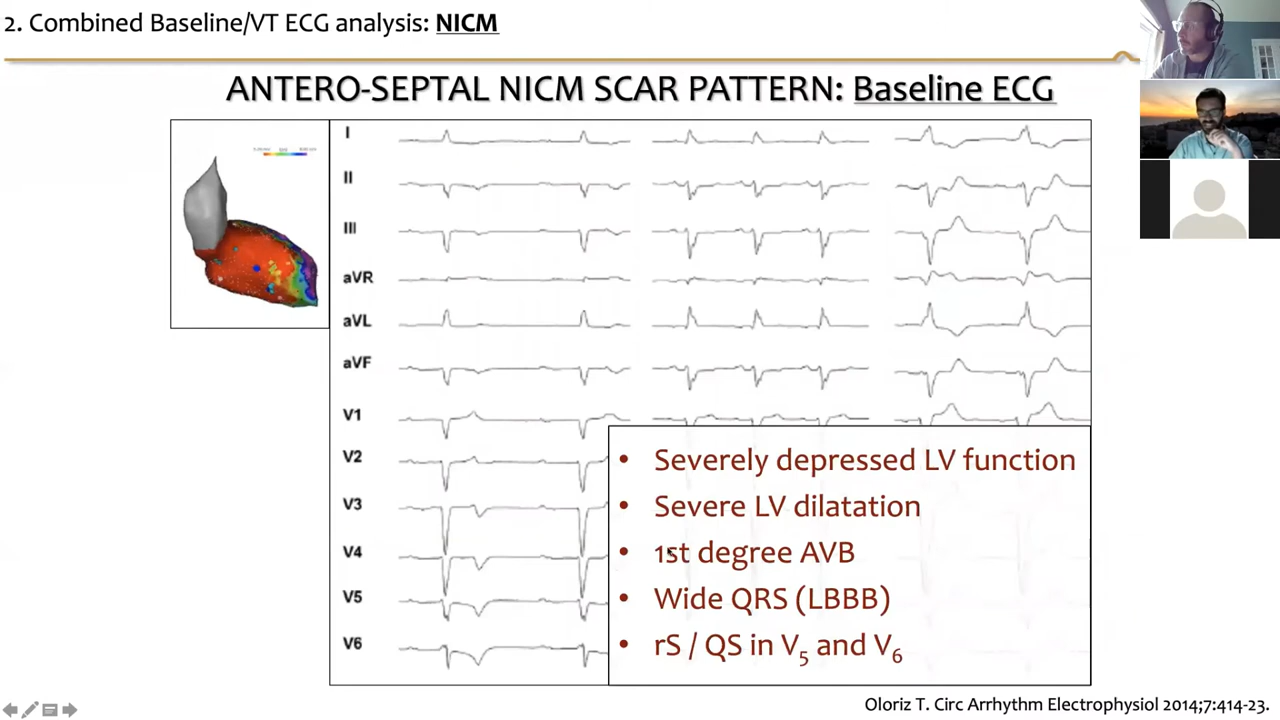 2. Combined Baseline/VT ECG analysis: NICM
ANTERO-SEPTAL NICM SCAR PATTERN: Baseline ECG
I
II
III
aVR
aVL
aVF
V1
V2
V3
V4
V5
V6
• Severely depressed LV function
• Severe LV dilatation
• 1st degree AVB
• Wide QRS (LBBB)
• rS / QS in V5 and V6
Oloriz T. Circ Arrhythm Electrophysiol 2014;7:414-23.